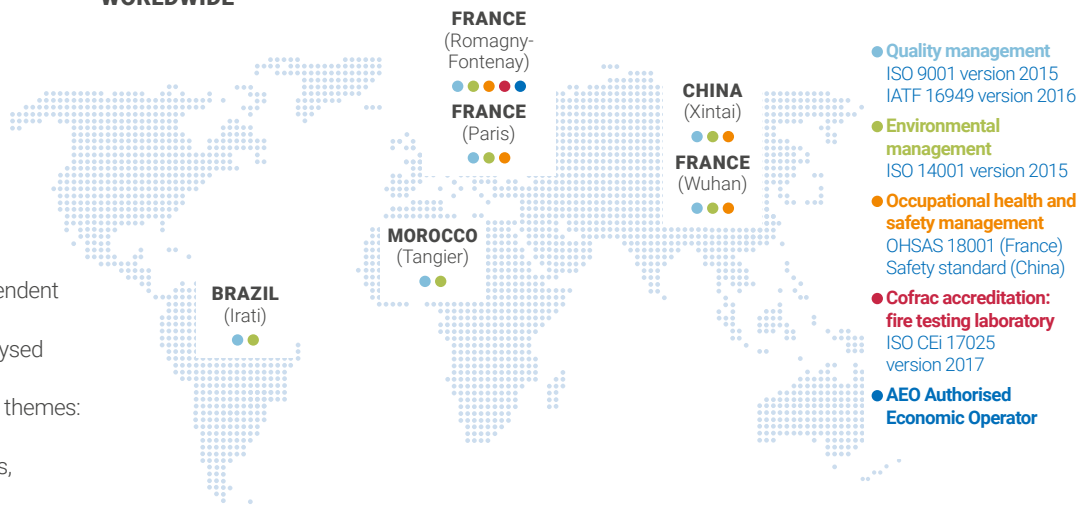 WORLDWIDE
FRANCE
(Romagny-
Fontenay)
FRANCE
(Paris)
CHINA
(Xintai)
FRANCE
(Wuhan)
MOROCCO
(Tangier)
BRAZIL
(Irati)
endent
ysed
themes:
s,
Quality management
ISO 9001 version 2015
IATF 16949 version 2016
Environmental
management
ISO 14001 version 2015
Occupational health and
safety management
OHSAS 18001 (France)
Safety standard (China)
Cofrac accreditation:
fire testing laboratory
ISO CEi 17025
version 2017
AEO Authorised
Economic Operator